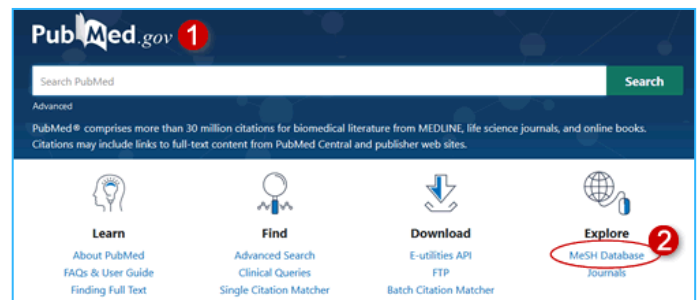 PubMed.gov 1
Search PubMed Search
Advanced
PubMed® comprises more than 30 million citations for biomedical literature from MEDLINE, life science journals, and online books.
Citations may include links to full-text content from PubMed Central and publisher web sites.
Learn Find Download Explore 2
About PubMed Advanced Search E-utilities API MeSH Database
FAQs & User Guide Clinical Queries FTP Journals
Finding Full Text Single Citation Matcher Batch Citation Matcher